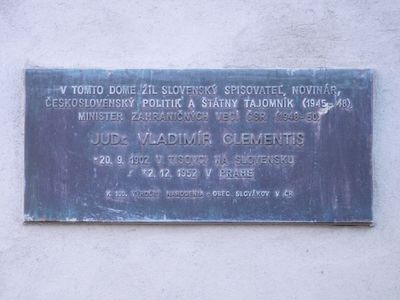 V TOMTO DOME ŽIL SLOVENSKÝ SPISOVATEĽ, NOVINÁR,
ČESKOSLOVENSKÝ POLITIK A ŠTÁTNY TAJOMNÍK (1945-48),
MINISTER ZAHRANIČNÝCH VECÍ ČSR (1948-50)
JUDr. VLADIMÍR CLEMENTIS
*20. 9. 1902 V TISOVCI NA SLOVENSKU
2. 12. 1952 V PRAHE
K 100. VÝROČIU NARODENIA - OBEC SLOVÁKOV V ČR